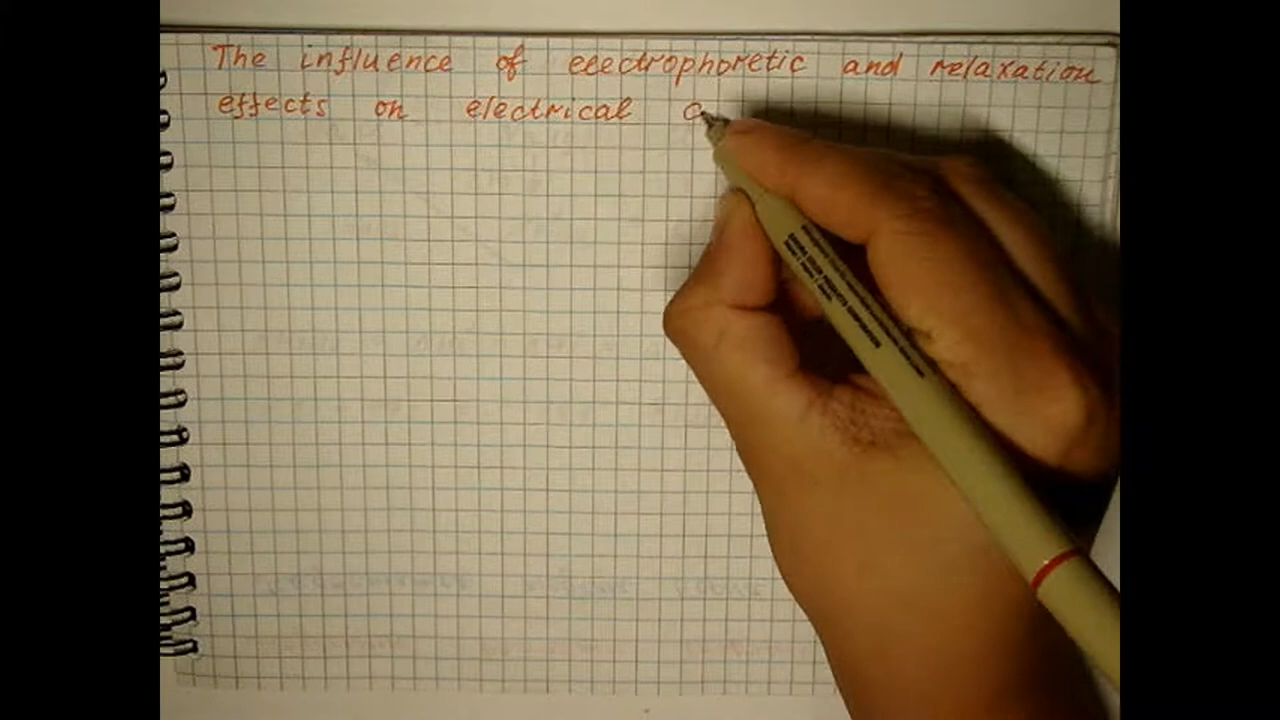 The influence of electrophoretic and relaxation
effects on electrical c